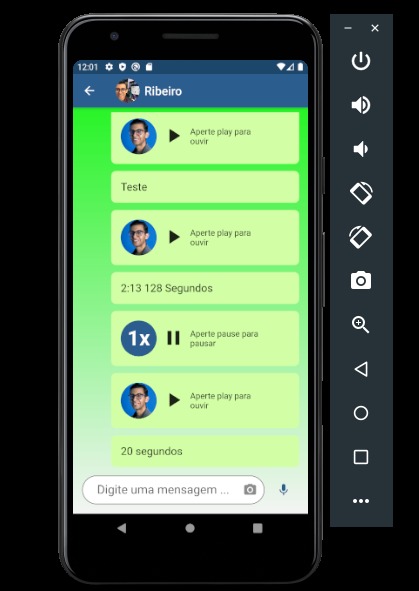 12:01
Ribeiro
Aperte play para
ouvir
Teste
Aperte play para
ouvir
2:13 128 Segundos
1x
Aperte pause para
pausar
Aperte play para
ouvir
20 segundos
Digite uma mensagem ...